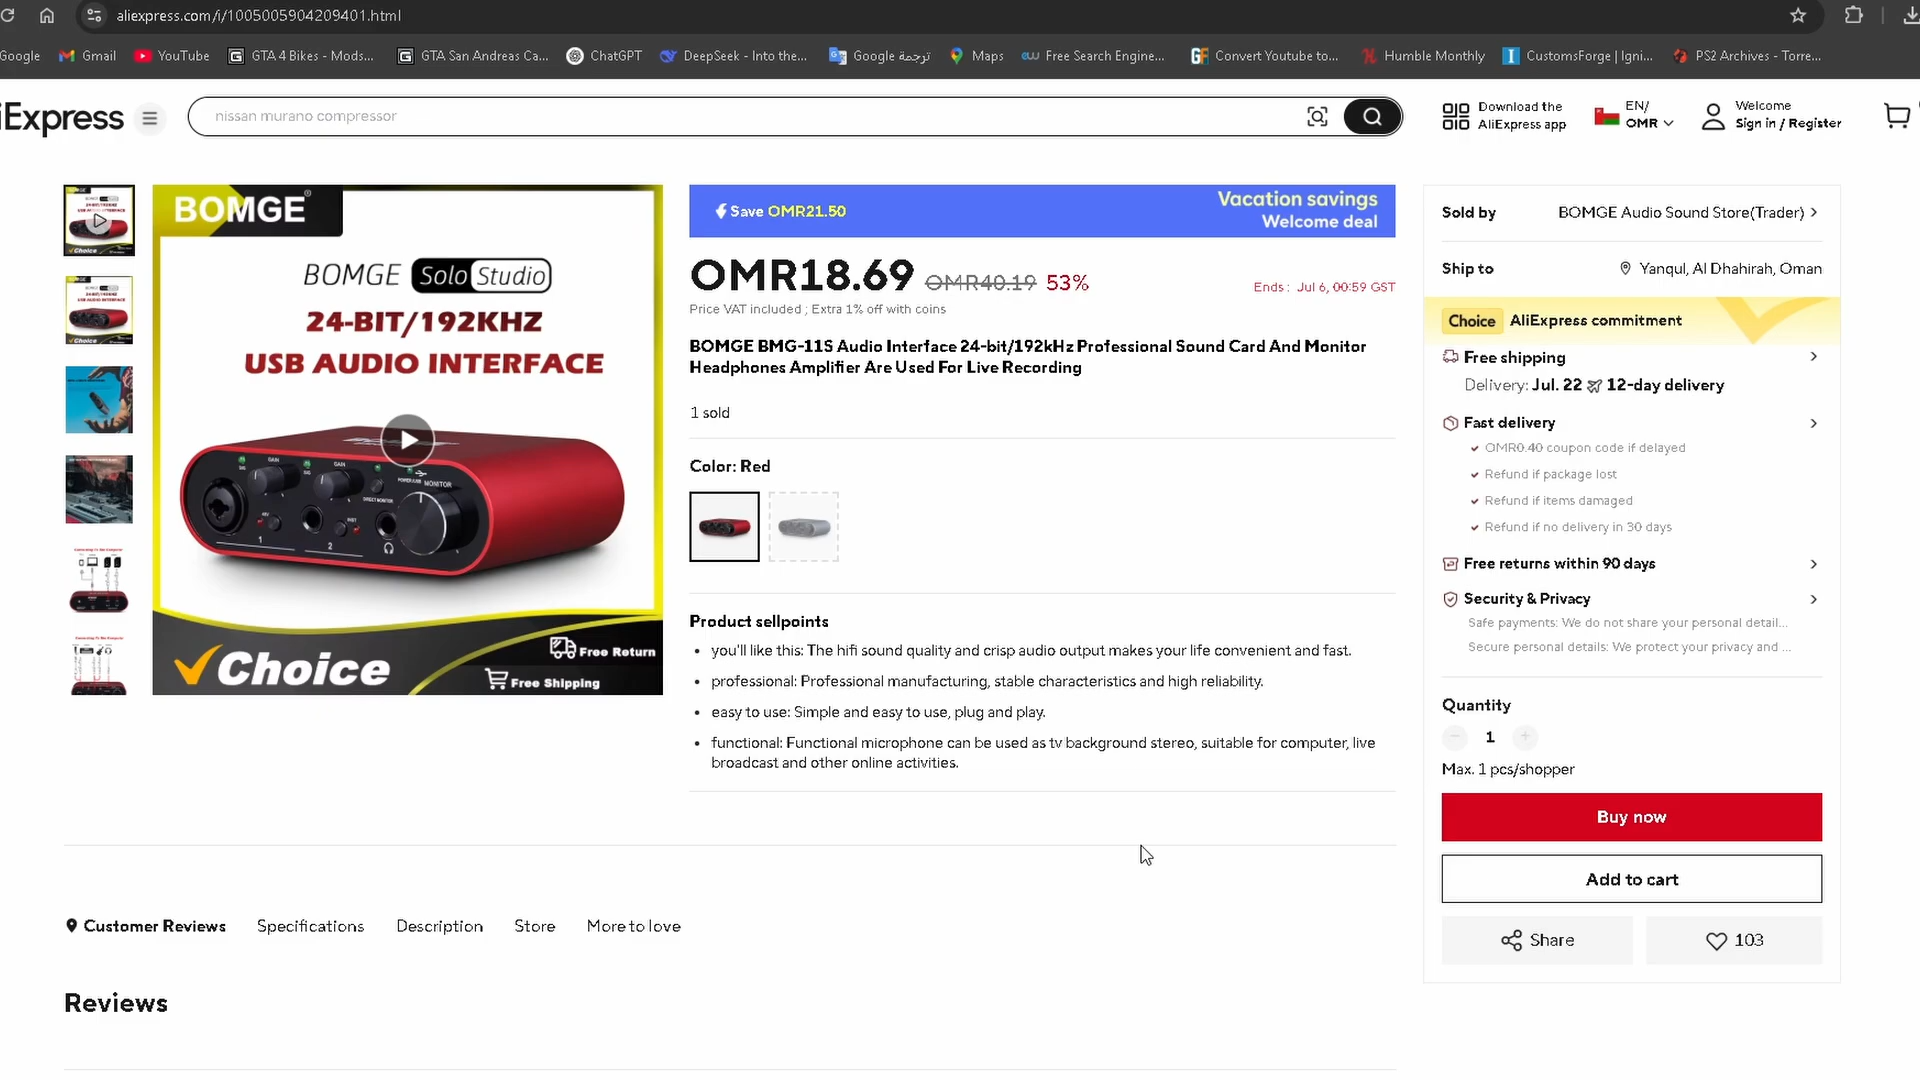 aliexpress.com/i/1005005904209401.html
Google
Gmail
YouTube
GTA 4 Bikes - Mods...
GTA San Andreas Ca...
ChatGPT
DeepSeek - Into the...
Google ترجمة
Maps
Free Search Engine...
Convert Youtube to...
Humble Monthly
CustomsForge | Igni...
PS2 Archives - Torre...
iExpress
nissan murano compressor
Download the
AliExpress app
EN/
OMR
Welcome
Sign in / Register
BOMGE®
BOMGE Solo Studio
24-BIT/192KHZ
USB AUDIO INTERFACE
GAIN
GAIN
DIRECT MONITOR
POWER/USB
MONITOR
48V
INST
1
2
Choice
Free Return
Free Shipping
Save OMR21.50
Vacation savings
Welcome deal
OMR18.69 OMR40.19 53%
Ends : Jul 6, 00:59 GST
Price VAT included ; Extra 1% off with coins
BOMGE BMG-11S Audio Interface 24-bit/192kHz Professional Sound Card And Monitor
Headphones Amplifier Are Used For Live Recording
1 sold
Color: Red
Product sellpoints
• you'll like this: The hifi sound quality and crisp audio output makes your life convenient and fast.
• professional: Professional manufacturing, stable characteristics and high reliability.
• easy to use: Simple and easy to use, plug and play.
• functional: Functional microphone can be used as tv background stereo, suitable for computer, live
broadcast and other online activities.
Sold by
BOMGE Audio Sound Store(Trader)
Ship to
Yanqul, Al Dhahirah, Oman
Choice AliExpress commitment
Free shipping
Delivery: Jul. 22 12-day delivery
Fast delivery
OMR0.40 coupon code if delayed
Refund if package lost
Refund if items damaged
Refund if no delivery in 30 days
Free returns within 90 days
Security & Privacy
Safe payments: We do not share your personal detail...
Secure personal details: We protect your privacy and ...
Quantity
1
Max. 1 pcs/shopper
Buy now
Add to cart
Share
103
Customer Reviews
Specifications
Description
Store
More to love
Reviews